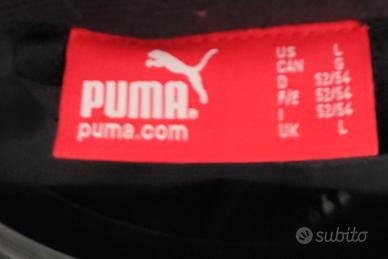 PUMA.
puma.com
US L
CAN G
D 52/54
F/E 52/54
I 52/54
UK L
subito